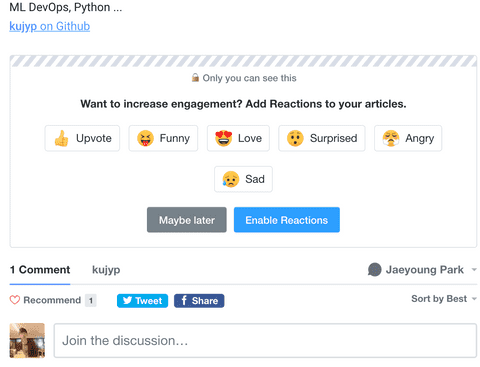 ML DevOps, Python ...
kujyp on Github
Only you can see this
Want to increase engagement? Add Reactions to your articles.
Upvote Funny Love Surprised Angry
Sad
Maybe later Enable Reactions
1 Comment kujyp Jaeyoung Park
Recommend 1 Tweet f Share Sort by Best
Join the discussion...